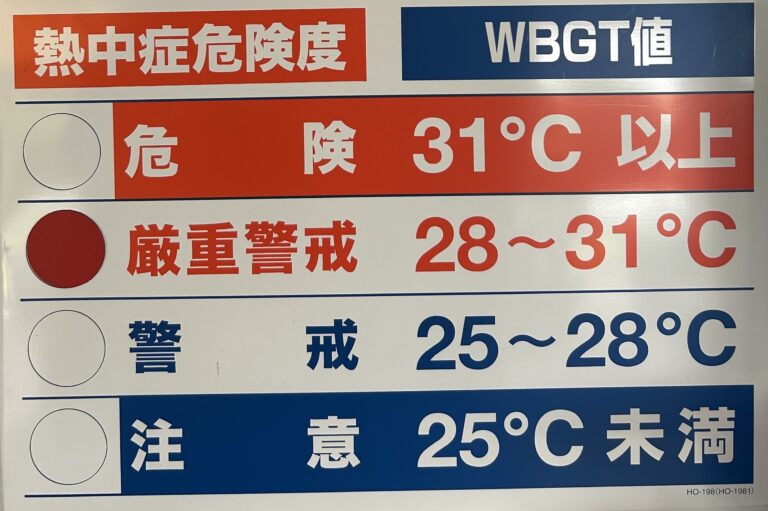 熱中症危険度 WBGT値
危険 31°C 以上
厳重警戒 28～31°C
警戒 25～28°C
注意 25°C 未満
HO-198(HO-1981)